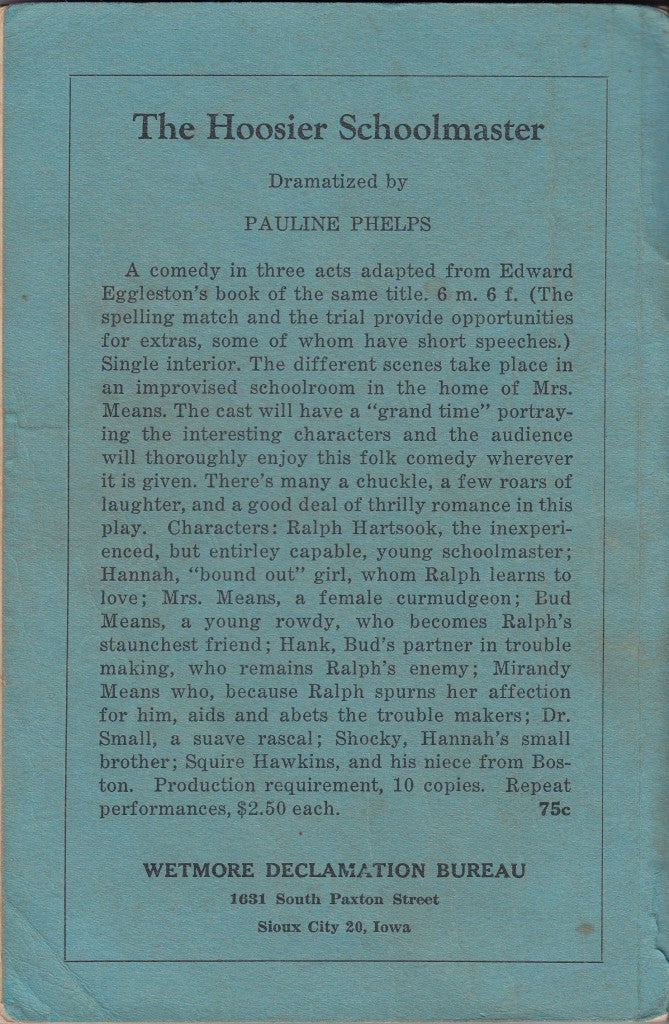 The Hoosier Schoolmaster
Dramatized by
PAULINE PHELPS
A comedy in three acts adapted from Edward
Eggleston's book of the same title. 6 m. 6 f. (The
spelling match and the trial provide opportunities
for extras, some of whom have short speeches.)
Single interior. The different scenes take place in
an improvised schoolroom in the home of Mrs.
Means. The cast will have a "grand time" portray-
ing the interesting characters and the audience
will thoroughly enjoy this folk comedy wherever
it is given. There's many a chuckle, a few roars of
laughter, and a good deal of thrilly romance in this
play. Characters: Ralph Hartsook, the inexperi-
enced, but entirley capable, young schoolmaster;
Hannah, "bound out" girl, whom Ralph learns to
love; Mrs. Means, a female curmudgeon; Bud
Means, a young rowdy, who becomes Ralph's
staunchest friend; Hank, Bud's partner in trouble
making, who remains Ralph's enemy; Mirandy
Means who, because Ralph spurns her affection
for him, aids and abets the trouble makers; Dr.
Small, a suave rascal; Shocky, Hannah's small
brother; Squire Hawkins, and his niece from Bos-
ton. Production requirement, 10 copies. Repeat
performances, $2.50 each. 75c
WETMORE DECLAMATION BUREAU
1631 South Paxton Street
Sioux City 20, Iowa